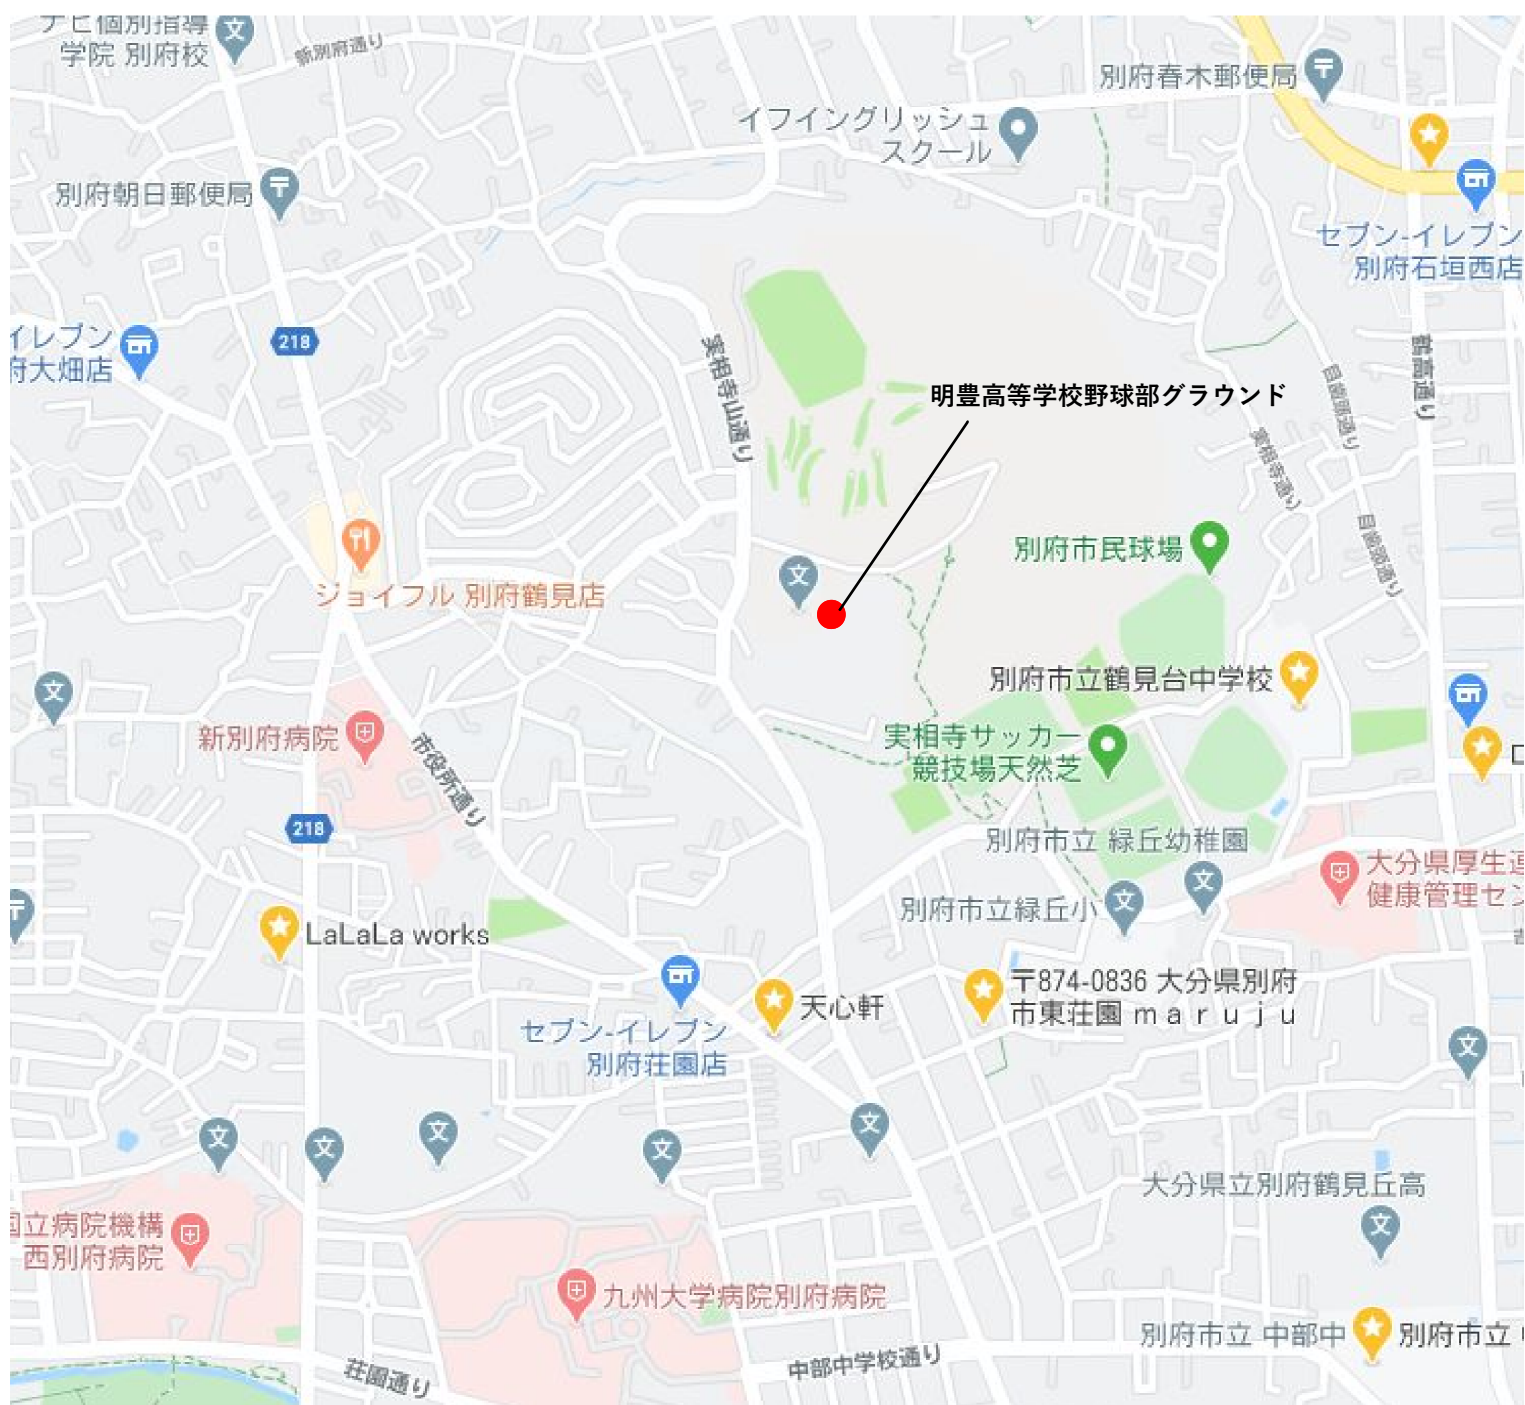 ナビ個別指導
学院 別府校
新別府通り
別府春木郵便局
イフイングリッシュ
スクール
別府朝日郵便局
セブン-イレブン
別府石垣西店
218
イレブン
府大畑店
実相寺山通り
鶴高通り
明豊高等学校野球部グラウンド
実相寺通り
別府市民球場
ジョイフル 別府鶴見店
別府市立鶴見台中学校
新別府病院
市役所通り
実相寺サッカー
競技場天然芝
218
別府市立 緑丘幼稚園
大分県厚生連
健康管理セン
別府市立緑丘小
LaLaLa works
〒874-0836 大分県別府
市東荘園 ｍａｒｕｊｕ
天心軒
セブン-イレブン
別府荘園店
大分県立別府鶴見丘高
国立病院機構
西別府病院
九州大学病院別府病院
別府市立 中部中
別府市立
中部中学校通り
荘園通り